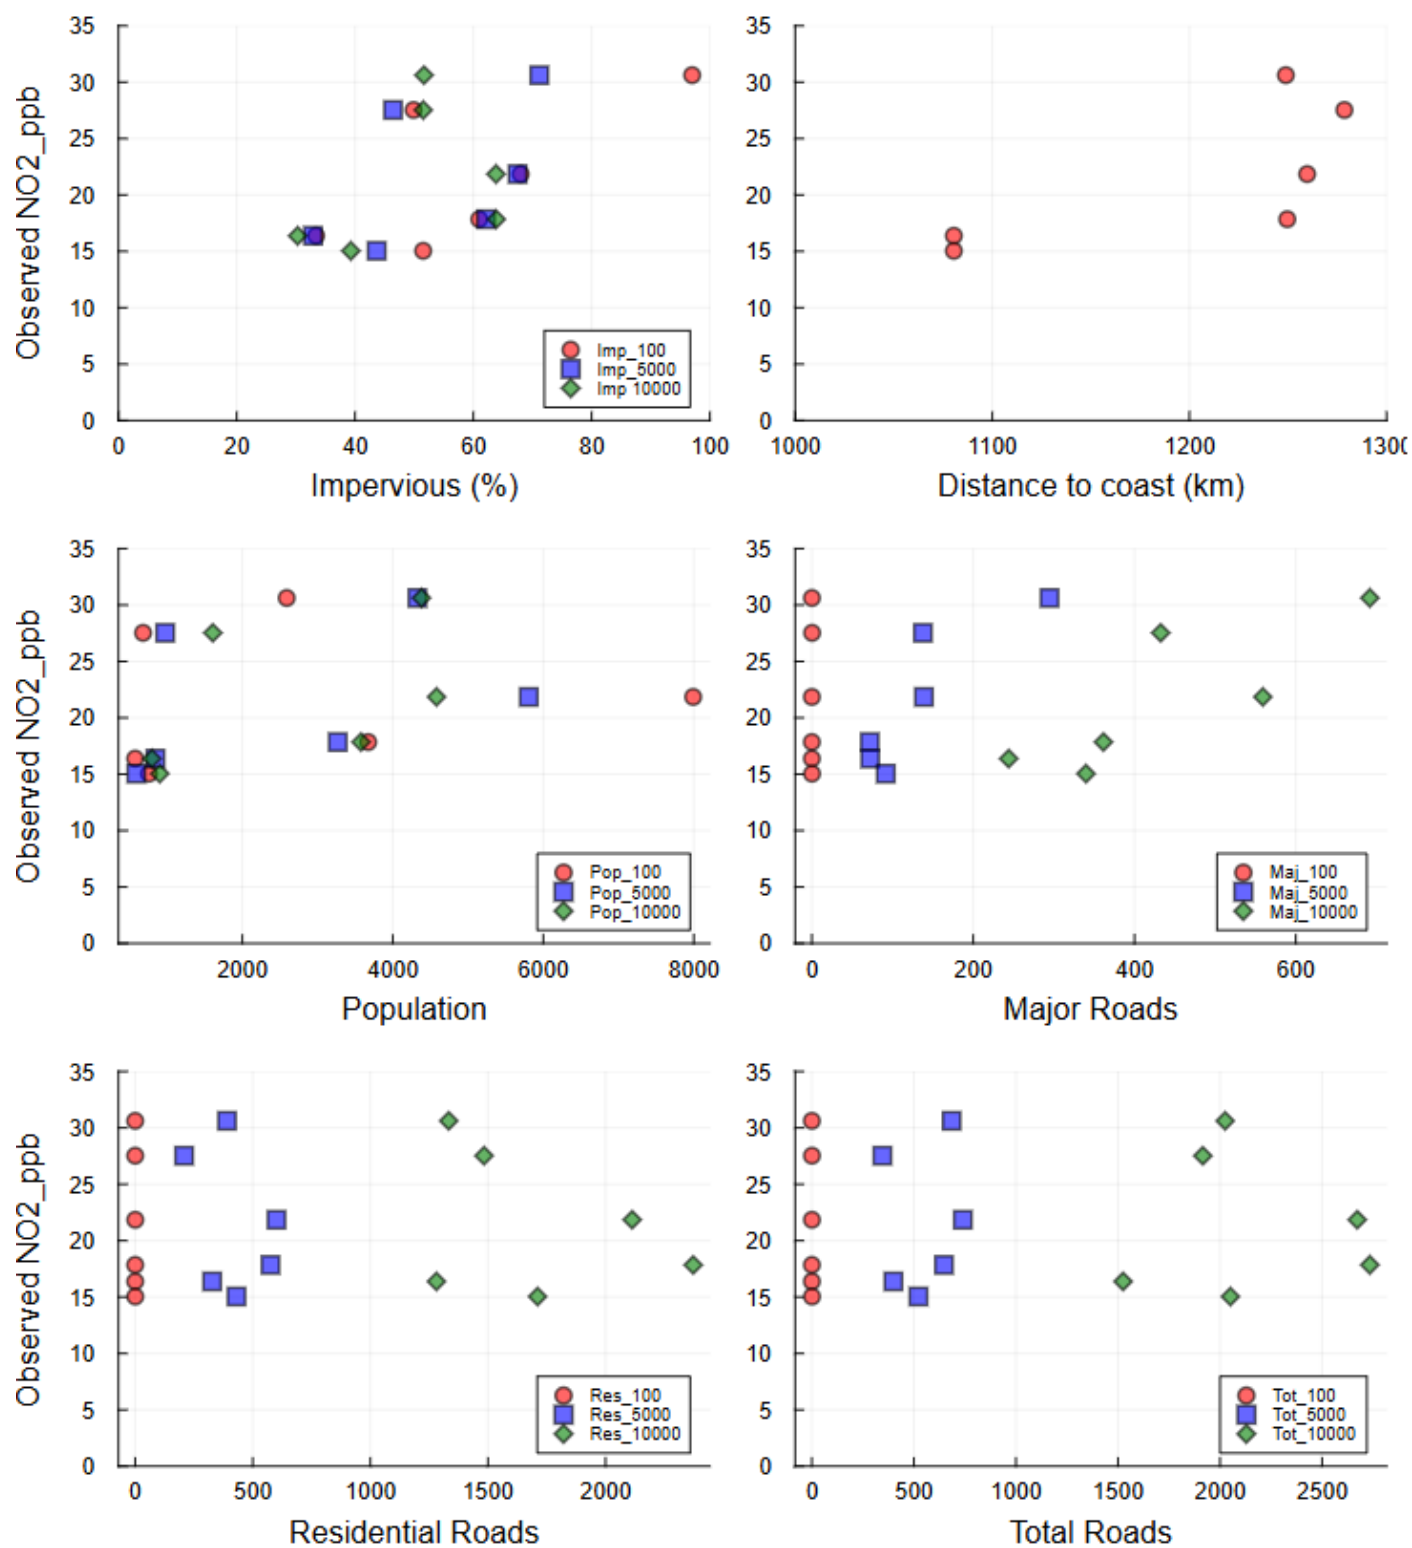 35
30
25
20
15
10
5
0
Observed NO2_ppb
Imp_100
Imp_5000
Imp 10000
0 20 40 60 80 100
Impervious (%)
35
30
25
20
15
10
5
0
1000 1100 1200 130
Distance to coast (km)
35
30
25
20
15
10
5
0
Observed NO2_ppb
Pop_100
Pop_5000
Pop_10000
2000 4000 6000 8000
Population
35
30
25
20
15
10
5
0
Maj_100
Maj_5000
Maj_10000
0 200 400 600
Major Roads
35
30
25
20
15
10
5
0
Observed NO2_ppb
Res_100
Res_5000
Res_10000
0 500 1000 1500 2000
Residential Roads
35
30
25
20
15
10
5
0
Tot_100
Tot_5000
Tot_10000
0 500 1000 1500 2000 2500
Total Roads